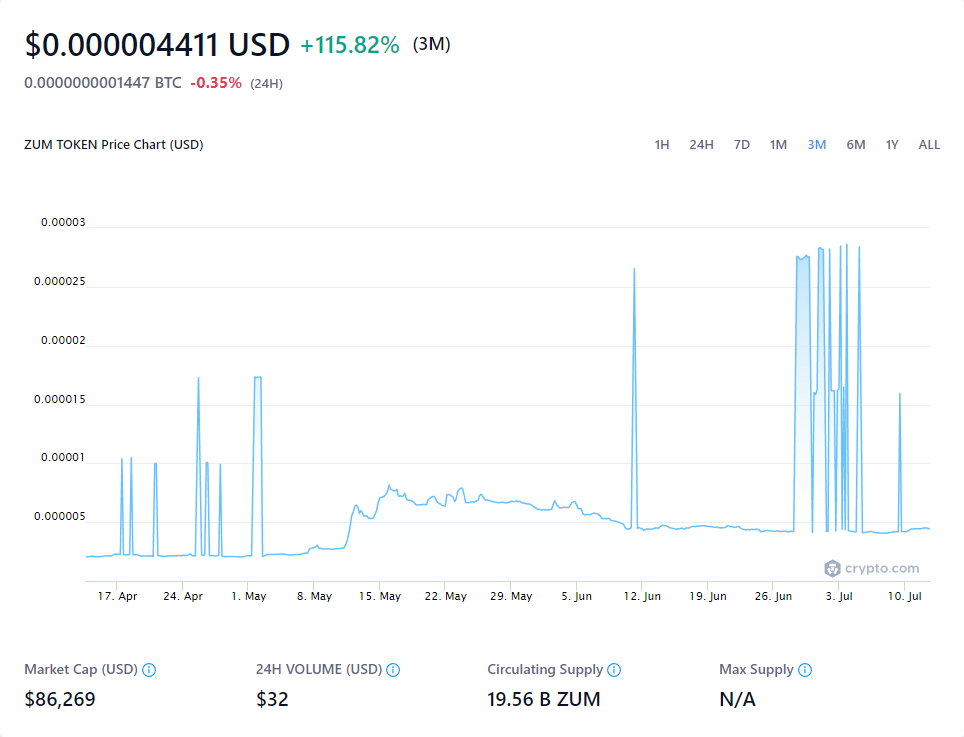 $0.000004411 USD +115.82% (3M)
0.0000000001447 BTC -0.35% (24H)
ZUM TOKEN Price Chart (USD) 1H 24H 7D 1M 3M 6M 1Y ALL
0.00003
0.000025
0.00002
0.000015
0.00001
0.000005
crypto.com
17. Apr 24. Apr 1. May 8. May 15. May 22. May 29. May 5. Jun 12. Jun 19. Jun 26. Jun 3. Jul 10. Jul
Market Cap (USD) 24H VOLUME (USD) Circulating Supply Max Supply
$86,269 $32 19.56 B ZUM N/A